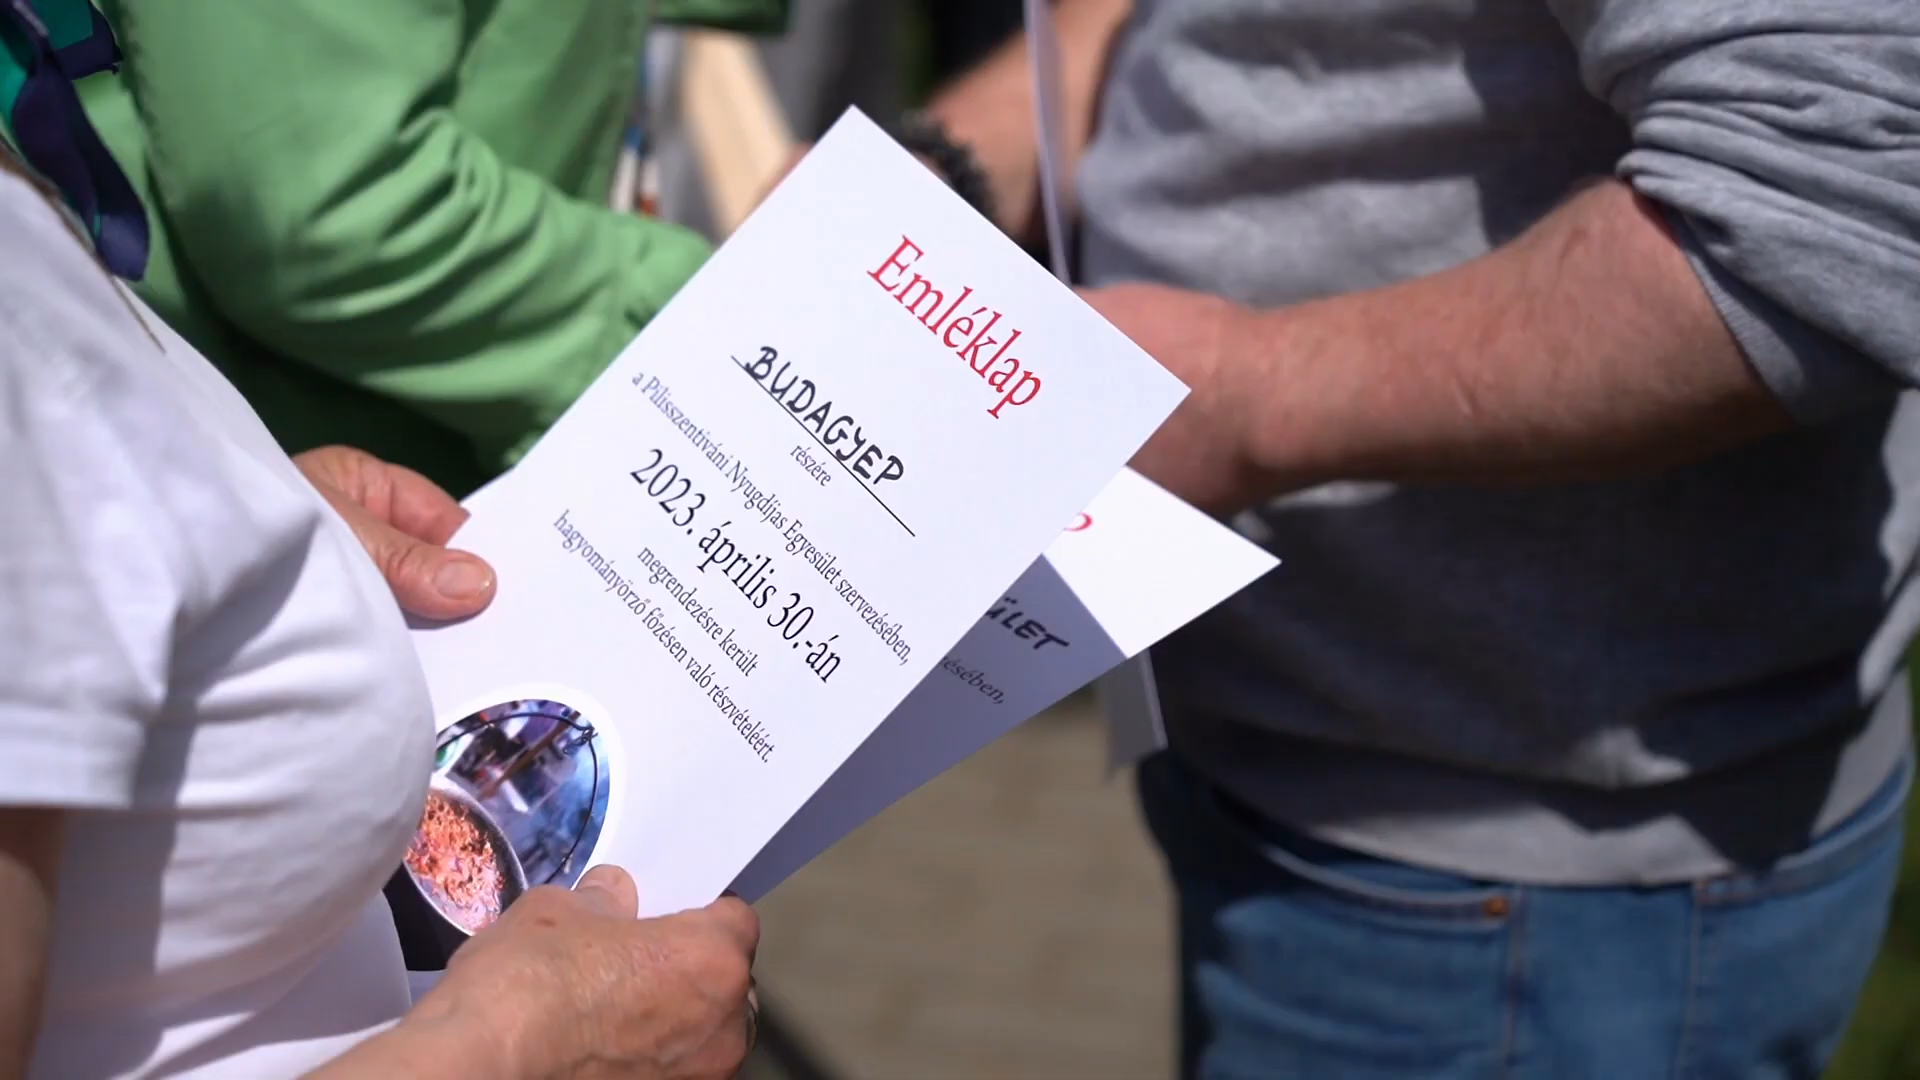 Emléklap
BUDAGYEP
részére
a Pilisszentiváni Nyugdíjas Egyesület szervezésében,
2023. április 30.-án
megrendezésre került
hagyományőrző főzésen való részvételéért.
ÜLET
ésében,